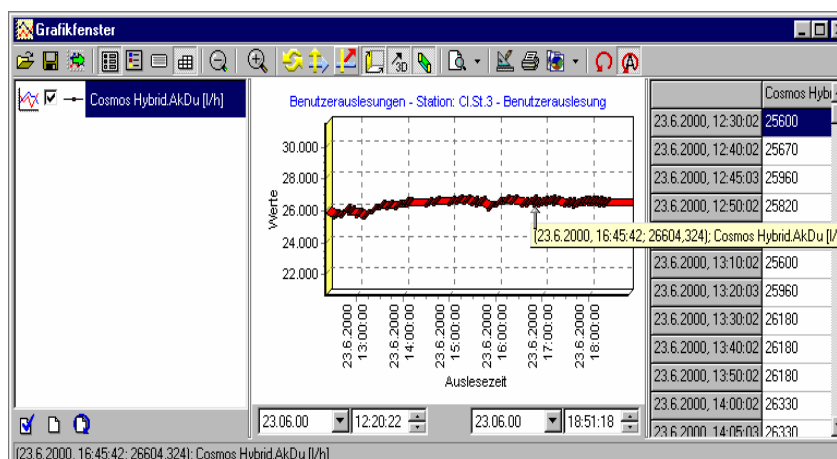 Grafikfenster
Cosmos Hybrid.AkDu [l/h]
Benutzerauslesungen - Station: Cl.St.3 - Benutzerauslesung
Werte
30.000
28.000
26.000
24.000
22.000
23.6.2000 13:00:00
23.6.2000 14:00:00
23.6.2000 15:00:00
23.6.2000 16:00:00
23.6.2000 17:00:00
23.6.2000 18:00:00
Auslesezeit
(23.6.2000, 16:45:42; 26604,324); Cosmos Hybrid.AkDu [l/
23.06.00 12:20:22 23.06.00 18:51:18
Cosmos Hyb
23.6.2000, 12:30:02 25600
23.6.2000, 12:40:02 25670
23.6.2000, 12:45:03 25960
23.6.2000, 12:50:02 25820
23.6.2000, 13:10:02 25600
23.6.2000, 13:20:03 25960
23.6.2000, 13:30:02 26180
23.6.2000, 13:40:02 26180
23.6.2000, 13:50:02 26180
23.6.2000, 14:00:02 26330
23.6.2000, 14:05:03 26330
(23.6.2000, 16:45:42; 26604,324); Cosmos Hybrid.AkDu [l/h]